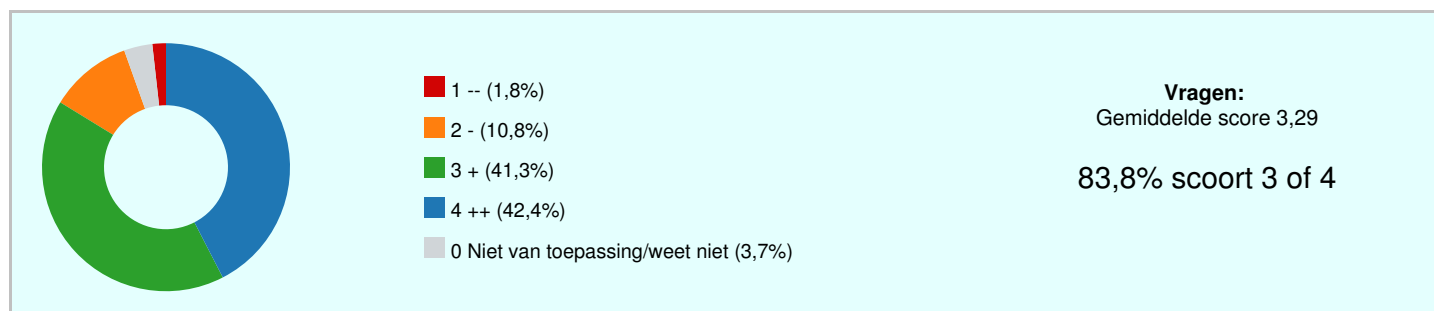 1 -- (1,8%)
2 - (10,8%)
3 + (41,3%)
4 ++ (42,4%)
0 Niet van toepassing/weet niet (3,7%)
Vragen:
Gemiddelde score 3,29
83,8% scoort 3 of 4